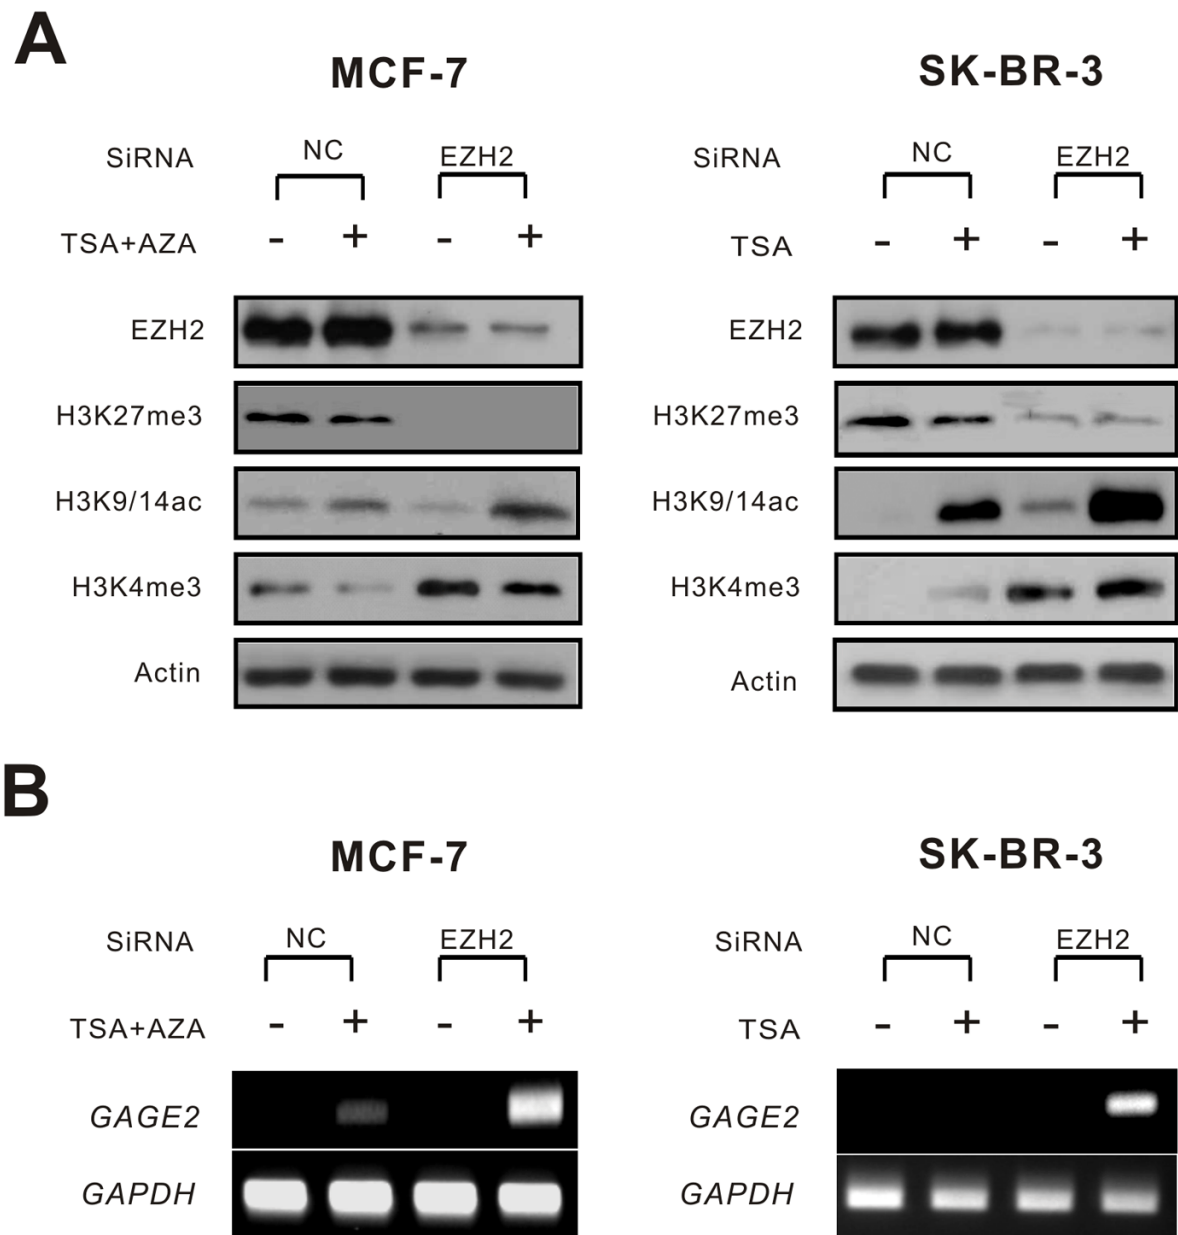 A
MCF-7 SK-BR-3
SiRNA NC EZH2 SiRNA NC EZH2
TSA+AZA - + - + TSA - + - +
EZH2 EZH2
H3K27me3 H3K27me3
H3K9/14ac H3K9/14ac
H3K4me3 H3K4me3
Actin Actin
B
MCF-7 SK-BR-3
SiRNA NC EZH2 SiRNA NC EZH2
TSA+AZA - + - + TSA - + - +
GAGE2 GAGE2
GAPDH GAPDH